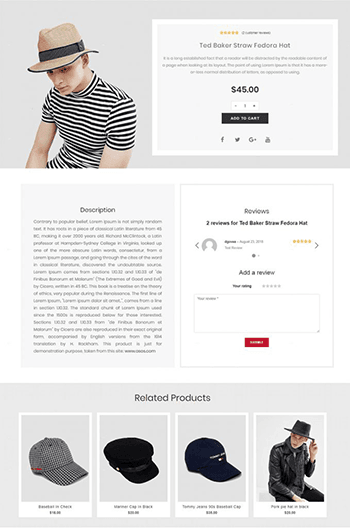 2 customer reviews
Ted Baker Straw Fedora Hat
It is a long established fact that a reader will be distracted by the readable content of
a page when looking at its layout. The point of using Lorem Ipsum is that it has a more-
or-less normal distribution of letters, as opposed to using.
$45.00
- 1 +
ADD TO CART
Description
Contrary to popular belief, Lorem Ipsum is not simply random
text. It has roots in a piece of classical Latin literature from 45
BC, making it over 2000 years old. Richard McClintock, a Latin
professor at Hampden-Sydney College in Virginia, looked up
one of the more obscure Latin words, consectetur, from a
Lorem Ipsum passage, and going through the cites of the word
in classical literature, discovered the undoubtable source.
Lorem Ipsum comes from sections 1.10.32 and 1.10.33 of "de
Finibus Bonorum et Malorum" (The Extremes of Good and Evil)
by Cicero, written in 45 BC. This book is a treatise on the theory
of ethics, very popular during the Renaissance. The first line of
Lorem Ipsum, "Lorem ipsum dolor sit amet..", comes from a line
in section 1.10.32. The standard chunk of Lorem Ipsum used
since the 1500s is reproduced below for those interested.
Sections 1.10.32 and 1.10.33 from "de Finibus Bonorum et
Malorum" by Cicero are also reproduced in their exact original
form, accompanied by English versions from the 1914
translation by H. Rackham. This product is just for
demonstration purpose, taken from this site: www.asos.com
Reviews
2 reviews for Ted Baker Straw Fedora Hat
August 23, 2016
Add a review
Your rating
Your review *
SUBMIT
Related Products
Baseball in Check
$18.00
Mariner Cap in Black
$20.00
Tommy Jeans 90s Baseball Cap
Pork pie hat in black